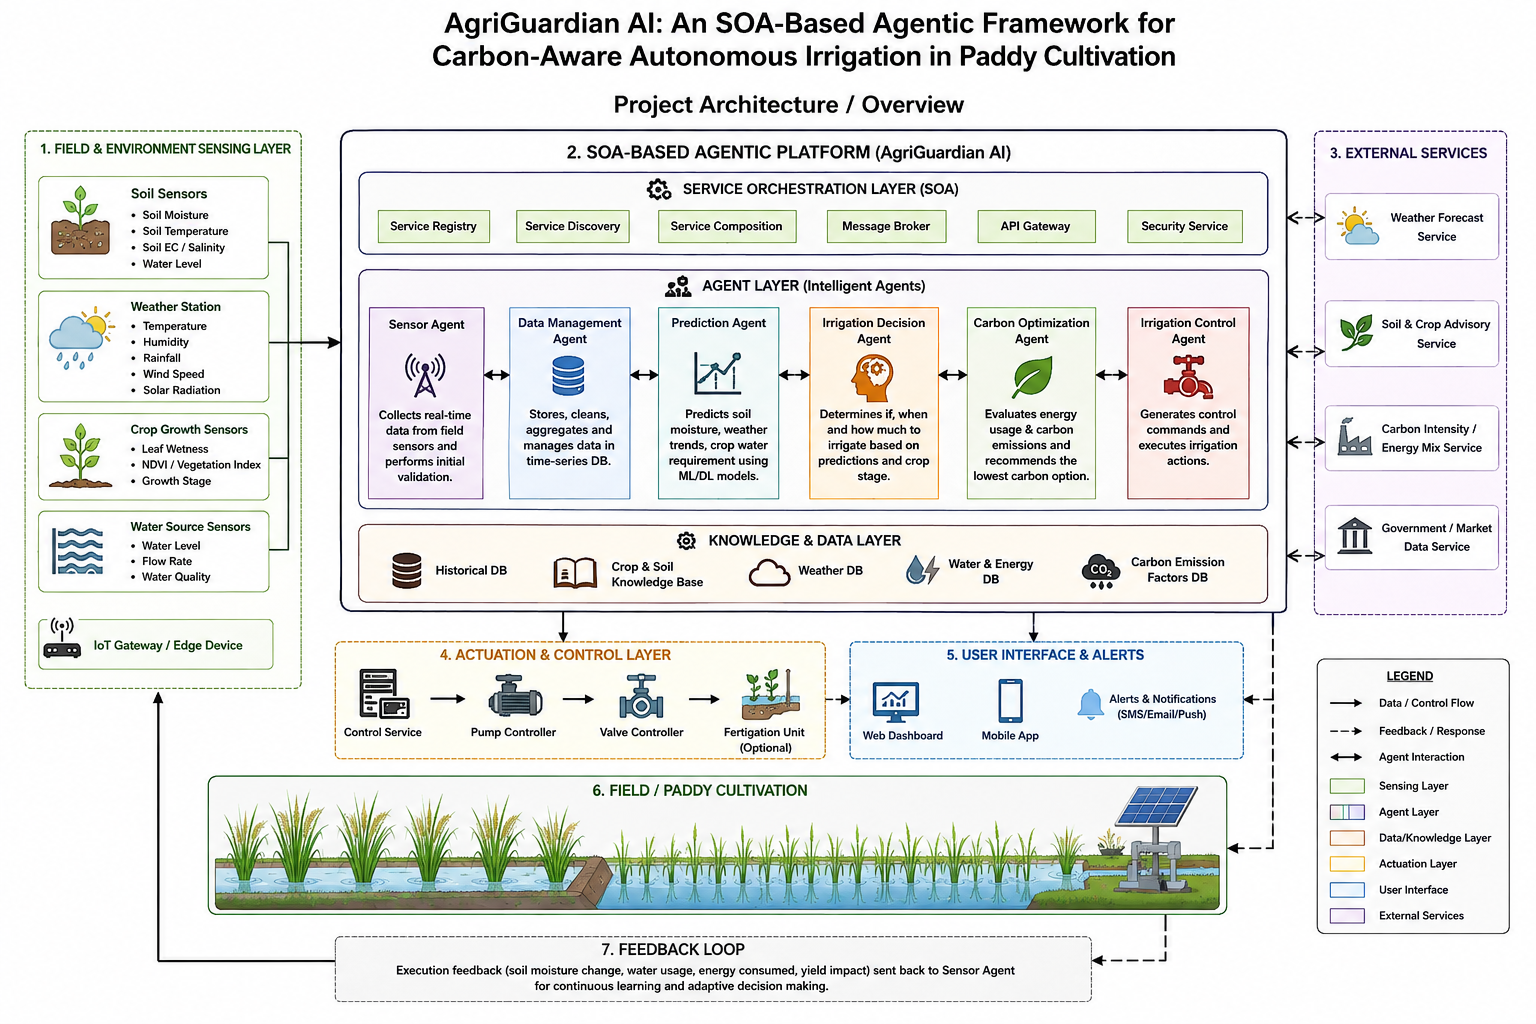 AgriGuardian AI: An SOA-Based Agentic Framework for
Carbon-Aware Autonomous Irrigation in Paddy Cultivation
Project Architecture / Overview
1. FIELD & ENVIRONMENT SENSING LAYER
Soil Sensors
• Soil Moisture
• Soil Temperature
• Soil EC / Salinity
• Water Level
Weather Station
• Temperature
• Humidity
• Rainfall
• Wind Speed
• Solar Radiation
Crop Growth Sensors
• Leaf Wetness
• NDVI / Vegetation Index
• Growth Stage
Water Source Sensors
• Water Level
• Flow Rate
• Water Quality
IoT Gateway / Edge Device
2. SOA-BASED AGENTIC PLATFORM (AgriGuardian AI)
SERVICE ORCHESTRATION LAYER (SOA)
Service Registry
Service Discovery
Service Composition
Message Broker
API Gateway
Security Service
AGENT LAYER (Intelligent Agents)
Sensor Agent
Collects real-time
data from field
sensors and
performs initial
validation.
Data Management
Agent
Stores, cleans,
aggregates and
manages data in
time-series DB.
Prediction Agent
Predicts soil
moisture, weather
trends, crop water
requirement using
ML/DL models.
Irrigation Decision
Agent
Determines if, when
and how much to
irrigate based on
predictions and crop
stage.
Carbon Optimization
Agent
Evaluates energy
usage & carbon
emissions and
recommends the
lowest carbon option.
Irrigation Control
Agent
Generates control
commands and
executes irrigation
actions.
KNOWLEDGE & DATA LAYER
Historical DB
Crop & Soil
Knowledge Base
Weather DB
Water & Energy
DB
CO₂
Carbon Emission
Factors DB
3. EXTERNAL SERVICES
Weather Forecast
Service
Soil & Crop Advisory
Service
Carbon Intensity /
Energy Mix Service
Government / Market
Data Service
4. ACTUATION & CONTROL LAYER
Control Service
Pump Controller
Valve Controller
Fertigation Unit
(Optional)
5. USER INTERFACE & ALERTS
Web Dashboard
Mobile App
Alerts & Notifications
(SMS/Email/Push)
6. FIELD / PADDY CULTIVATION
7. FEEDBACK LOOP
Execution feedback (soil moisture change, water usage, energy consumed, yield impact) sent back to Sensor Agent
for continuous learning and adaptive decision making.
LEGEND
Data / Control Flow
Feedback / Response
Agent Interaction
Sensing Layer
Agent Layer
Data/Knowledge Layer
Actuation Layer
User Interface
External Services